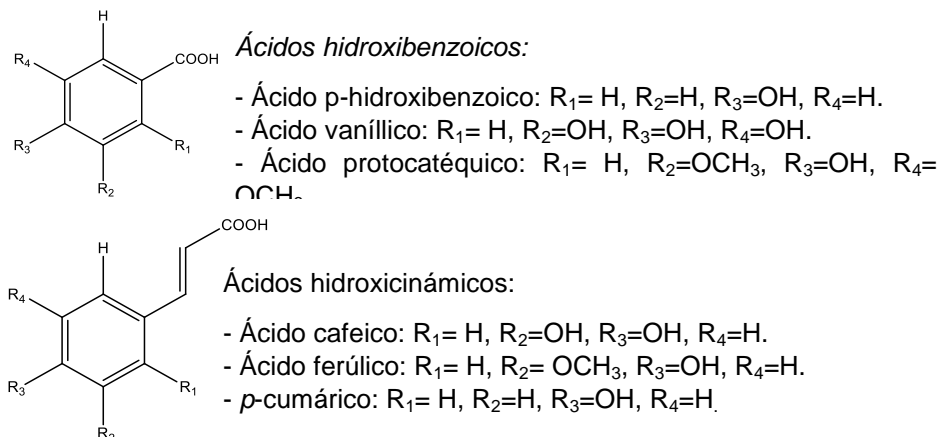 H
R₄
COOH
R₃
R₁
R₂
Ácidos hidroxibenzoicos:
- Ácido p-hidroxibenzoico: R₁= H, R₂=H, R₃=OH, R₄=H.
- Ácido vaníllico: R₁= H, R₂=OH, R₃=OH, R₄=OH.
- Ácido protocatéquico: R₁= H, R₂=OCH₃, R₃=OH, R₄=
OCH₃
COOH
H
R₄
R₃
R₁
R₂
Ácidos hidroxicinámicos:
- Ácido cafeico: R₁= H, R₂=OH, R₃=OH, R₄=H.
- Ácido ferúlico: R₁= H, R₂= OCH₃, R₃=OH, R₄=H.
- p-cumárico: R₁= H, R₂=H, R₃=OH, R₄=H.